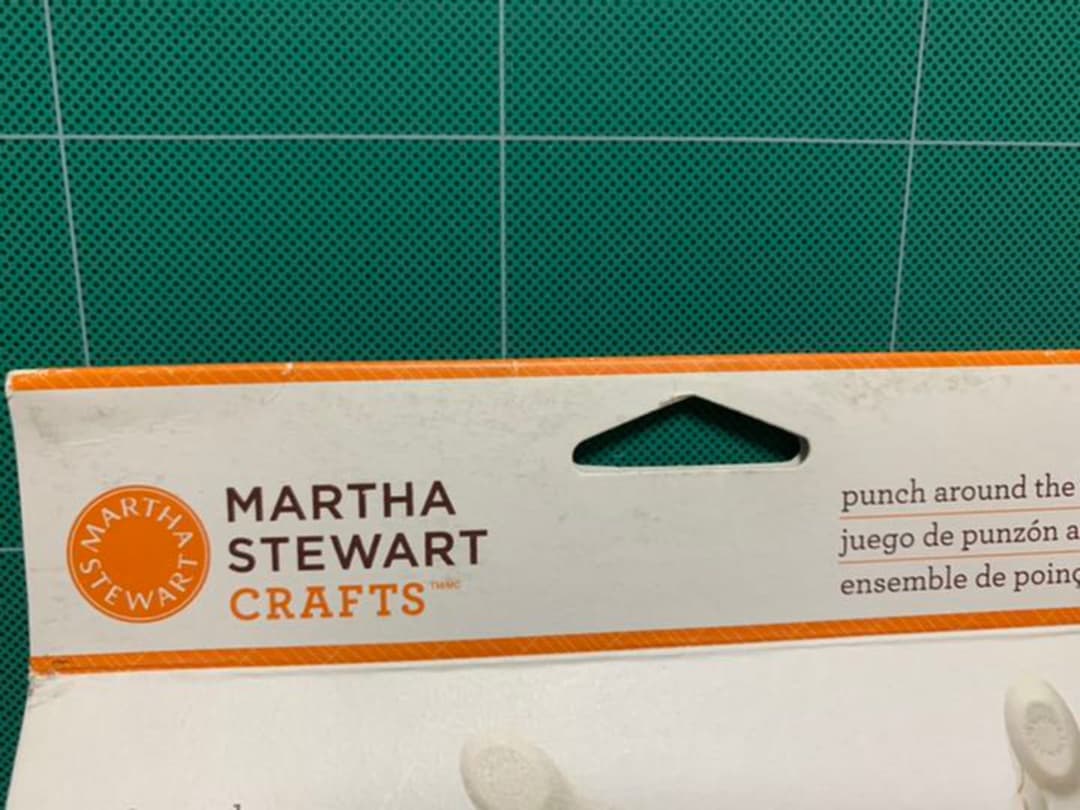 MARTHA
STEWART
MARTHA
STEWART
CRAFTS
punch around the
juego de punzón a
ensemble de poinç